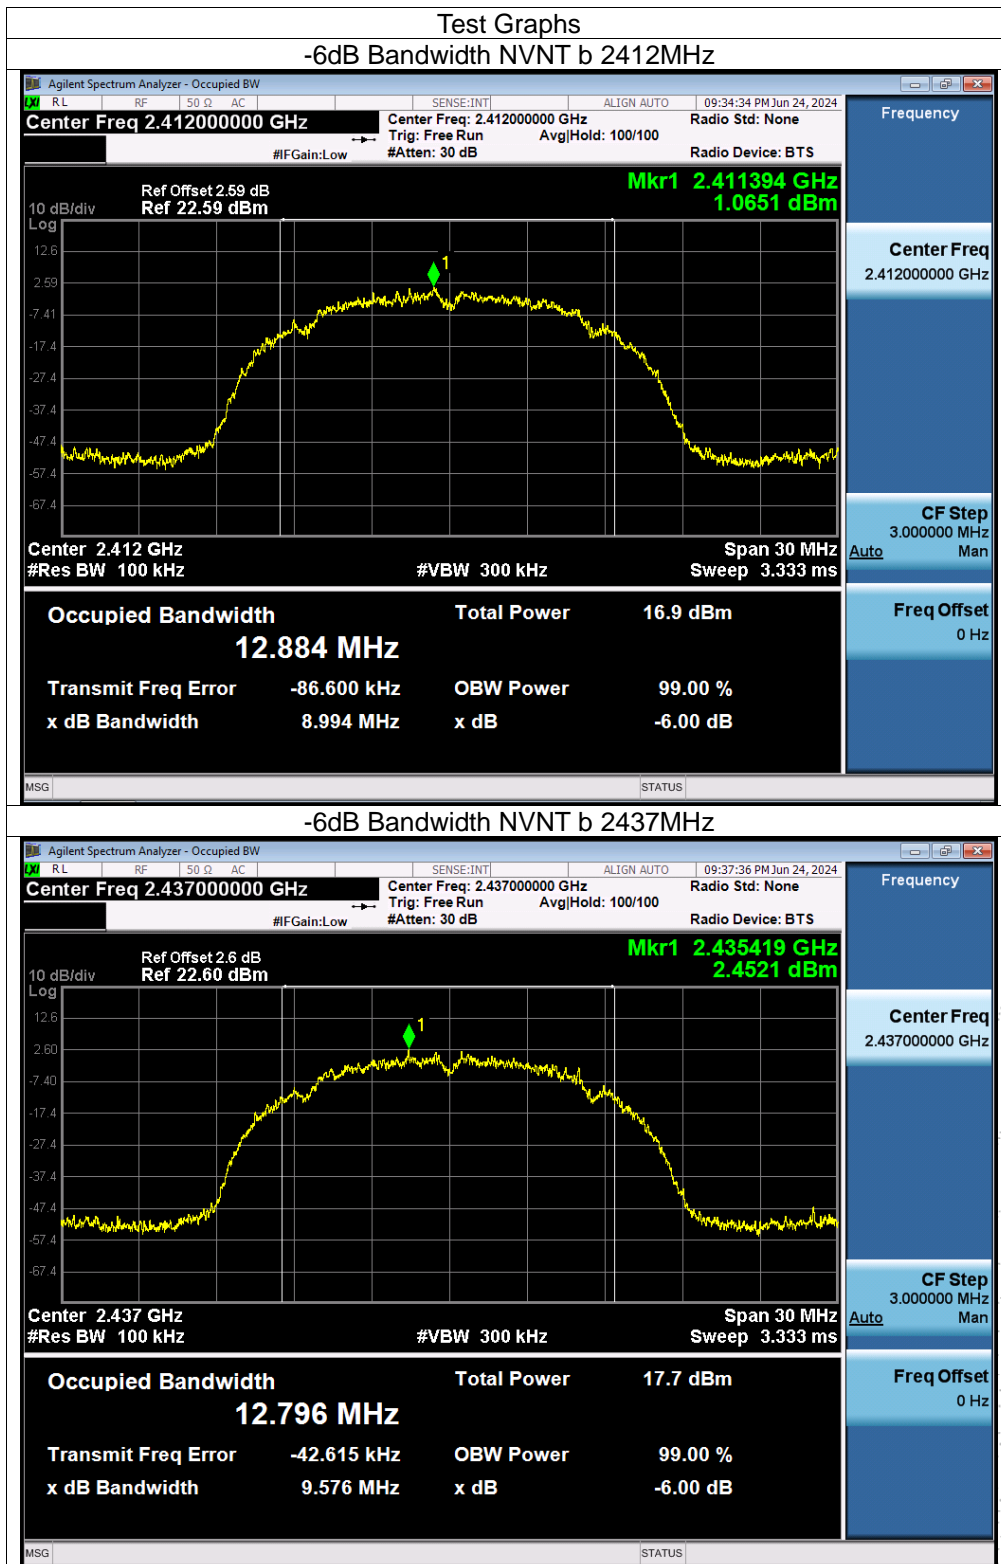 Test Graphs
-6dB Bandwidth NVNT b 2412MHz
Agilent Spectrum Analyzer - Occupied BW
LXI RL RF 50 Ω AC SENSE:INT ALIGN AUTO 09:34:34 PM Jun 24, 2024
Center Freq 2.412000000 GHz
Center Freq: 2.412000000 GHz
Radio Std: None
Trig: Free Run Avg|Hold: 100/100
#IFGain:Low #Atten: 30 dB Radio Device: BTS
Frequency
Mkr1 2.411394 GHz
1.0651 dBm
Ref Offset 2.59 dB
10 dB/div Ref 22.59 dBm
Log
1
12.6
2.59
-7.41
-17.4
-27.4
-37.4
-47.4
-57.4
-67.4
Center 2.412 GHz Span 30 MHz
#Res BW 100 kHz #VBW 300 kHz Sweep 3.333 ms
Center Freq
2.412000000 GHz
CF Step
3.000000 MHz
Auto Man
Freq Offset
0 Hz
Occupied Bandwidth Total Power 16.9 dBm
12.884 MHz
Transmit Freq Error -86.600 kHz OBW Power 99.00 %
x dB Bandwidth 8.994 MHz x dB -6.00 dB
MSG STATUS
-6dB Bandwidth NVNT b 2437MHz
Agilent Spectrum Analyzer - Occupied BW
LXI RL RF 50 Ω AC SENSE:INT ALIGN AUTO 09:37:36 PM Jun 24, 2024
Center Freq 2.437000000 GHz
Center Freq: 2.437000000 GHz
Radio Std: None
Trig: Free Run Avg|Hold: 100/100
#IFGain:Low #Atten: 30 dB Radio Device: BTS
Frequency
Mkr1 2.435419 GHz
2.4521 dBm
Ref Offset 2.6 dB
10 dB/div Ref 22.60 dBm
Log
1
12.6
2.60
-7.40
-17.4
-27.4
-37.4
-47.4
-57.4
-67.4
Center 2.437 GHz Span 30 MHz
#Res BW 100 kHz #VBW 300 kHz Sweep 3.333 ms
Center Freq
2.437000000 GHz
CF Step
3.000000 MHz
Auto Man
Freq Offset
0 Hz
Occupied Bandwidth Total Power 17.7 dBm
12.796 MHz
Transmit Freq Error -42.615 kHz OBW Power 99.00 %
x dB Bandwidth 9.576 MHz x dB -6.00 dB
MSG STATUS